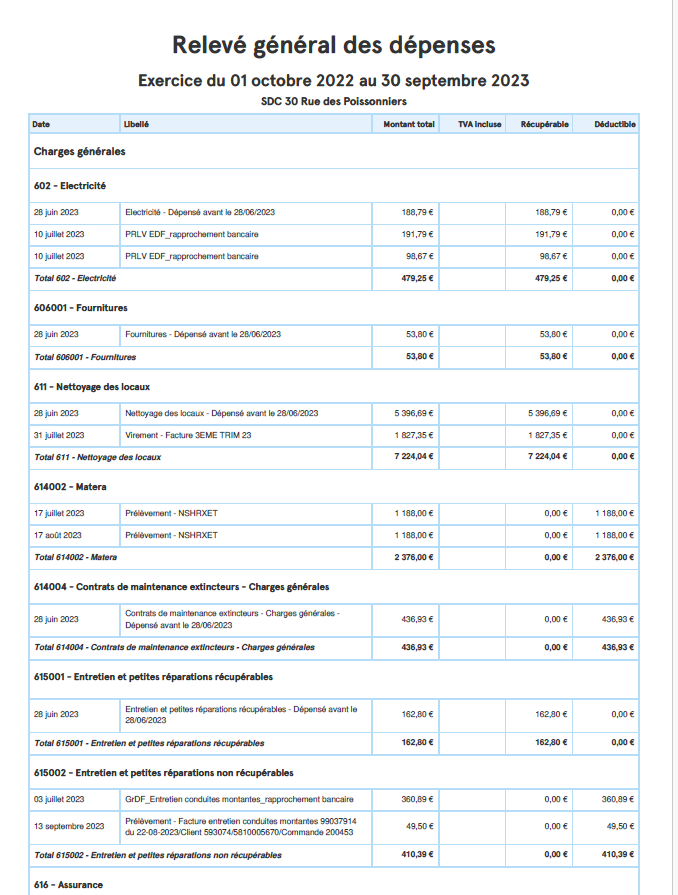 Relevé général des dépenses
Exercice du 01 octobre 2022 au 30 septembre 2023
SDC 30 Rue des Poissonniers
Date Libellé Montant total TVA incluse Récupérable Déductible
Charges générales
602 - Electricité
28 juin 2023 Electricité - Dépensé avant le 28/06/2023 188,79 € 188,79 € 0,00 €
10 juillet 2023 PRLV EDF_rapprochement bancaire 191,79 € 191,79 € 0,00 €
10 juillet 2023 PRLV EDF_rapprochement bancaire 98,67 € 98,67 € 0,00 €
Total 602 - Electricité 479,25 € 479,25 € 0,00 €
606001 - Fournitures
28 juin 2023 Fournitures - Dépensé avant le 28/06/2023 53,80 € 53,80 € 0,00 €
Total 606001 - Fournitures 53,80 € 53,80 € 0,00 €
611 - Nettoyage des locaux
28 juin 2023 Nettoyage des locaux - Dépensé avant le 28/06/2023 5 396,69 € 5 396,69 € 0,00 €
31 juillet 2023 Virement - Facture 3EME TRIM 23 1 827,35 € 1 827,35 € 0,00 €
Total 611 - Nettoyage des locaux 7 224,04 € 7 224,04 € 0,00 €
614002 - Matera
17 juillet 2023 Prélèvement - NSHRXET 1 188,00 € 0,00 € 1 188,00 €
17 août 2023 Prélèvement - NSHRXET 1 188,00 € 0,00 € 1 188,00 €
Total 614002 - Matera 2 376,00 € 0,00 € 2 376,00 €
614004 - Contrats de maintenance extincteurs - Charges générales
28 juin 2023 Contrats de maintenance extincteurs - Charges générales -
Dépensé avant le 28/06/2023 436,93 € 0,00 € 436,93 €
Total 614004 - Contrats de maintenance extincteurs - Charges générales 436,93 € 0,00 € 436,93 €
615001 - Entretien et petites réparations récupérables
28 juin 2023 Entretien et petites réparations récupérables - Dépensé avant le
28/06/2023 162,80 € 162,80 € 0,00 €
Total 615001 - Entretien et petites réparations récupérables 162,80 € 162,80 € 0,00 €
615002 - Entretien et petites réparations non récupérables
03 juillet 2023 GrDF_Entretien conduites montantes_rapprochement bancaire 360,89 € 0,00 € 360,89 €
13 septembre 2023 Prélèvement - Facture entretien conduites montantes 99037914
du 22-08-2023/Client 593074/5810005670/Commande 200453 49,50 € 0,00 € 49,50 €
Total 615002 - Entretien et petites réparations non récupérables 410,39 € 0,00 € 410,39 €
616 - Assurance